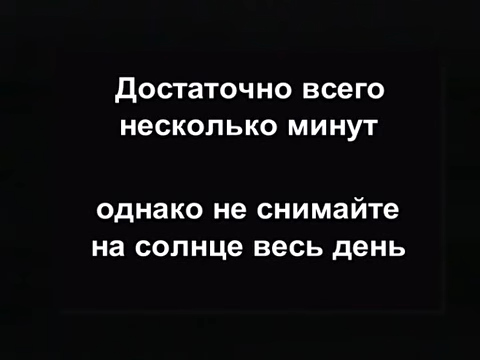 Достаточно всего
несколько минут
однако не снимайте
на солнце весь день